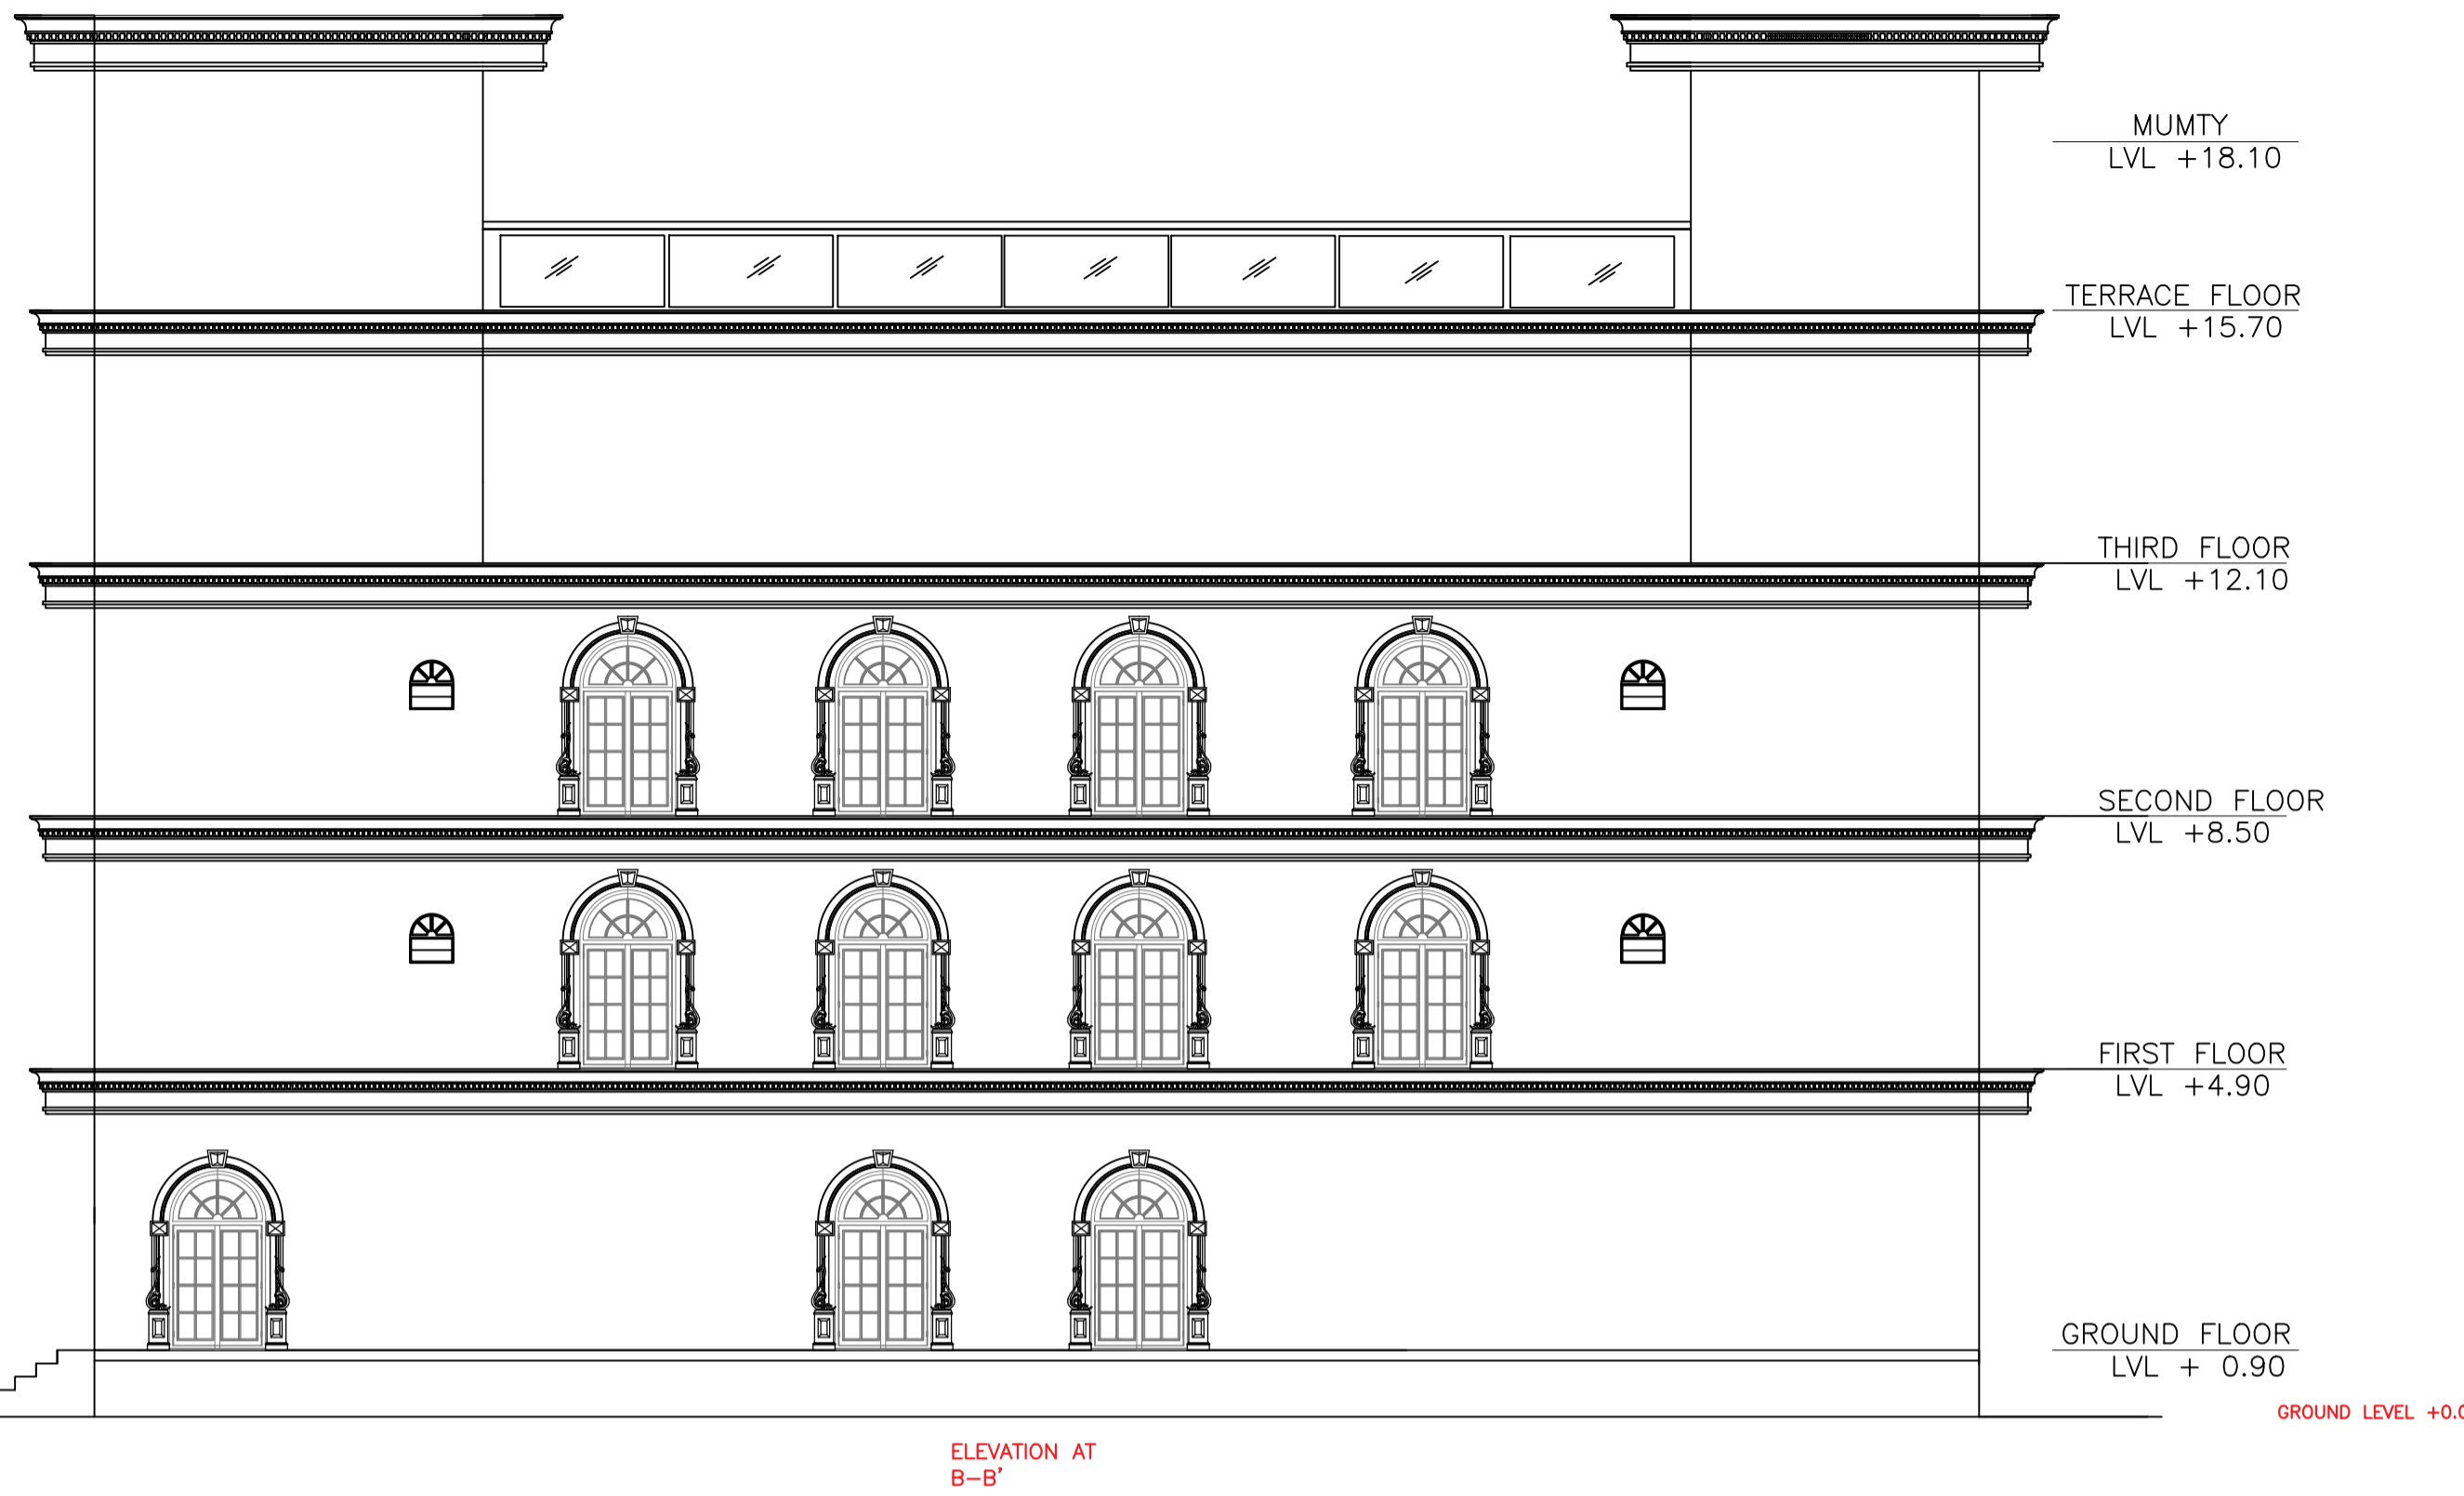 MUMTY
LVL +18.10
TERRACE FLOOR
LVL +15.70
THIRD FLOOR
LVL +12.10
SECOND FLOOR
LVL +8.50
FIRST FLOOR
LVL +4.90
GROUND FLOOR
LVL + 0.90
GROUND LEVEL +0.0
ELEVATION AT
B-B'